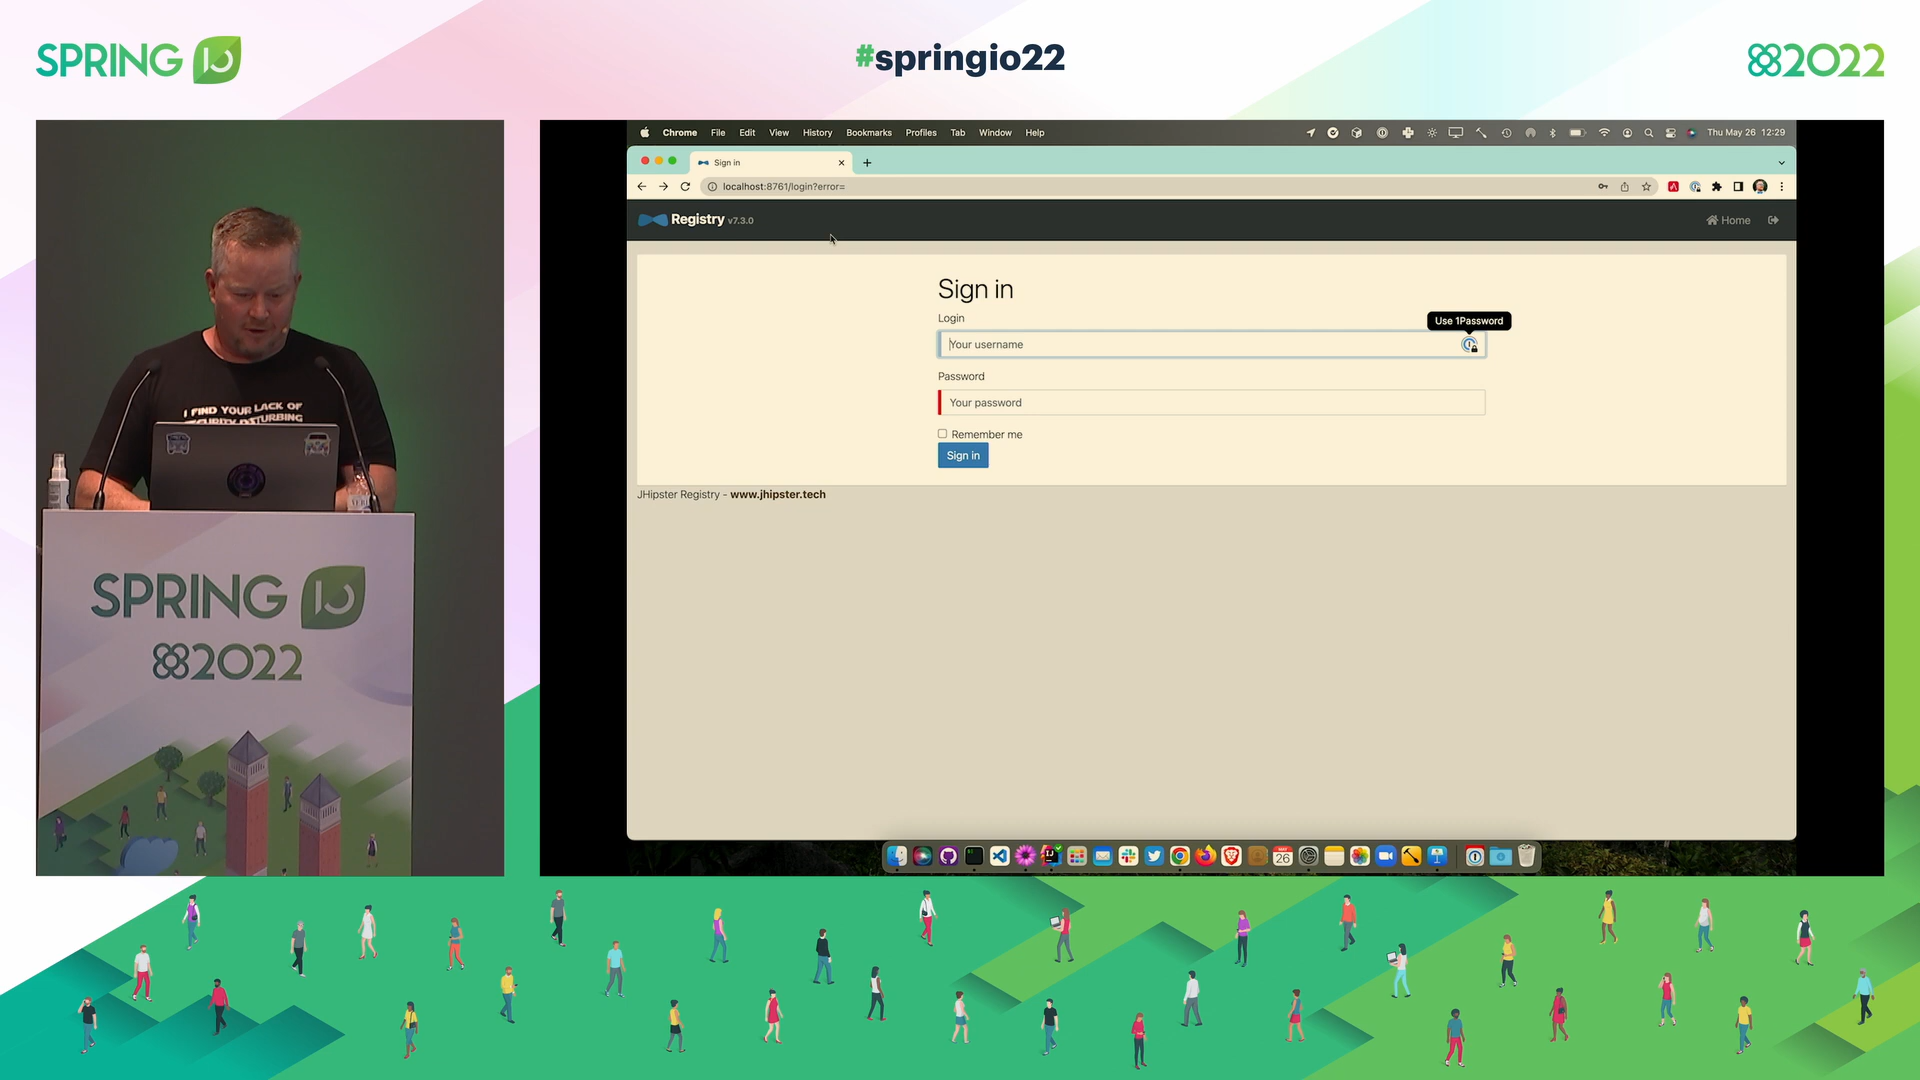 SPRING IO
#springio22
2022
Chrome File Edit View History Bookmarks Profiles Tab Window Help
Thu May 26 12:29
Sign in
localhost:8761/login?error=
Registry v7.3.0
Home
Sign in
Login
Use 1Password
Your username
Password
Your password
Remember me
Sign in
JHipster Registry - www.jhipster.tech
I FIND YOUR LACK OF
SECURITY DISTURBING
SPRING IO
2022
26